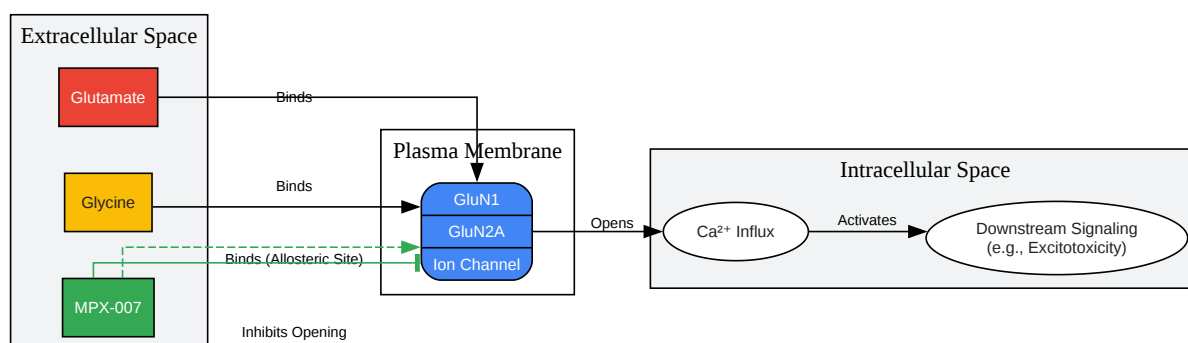 Extracellular Space
Glutamate
Binds
Plasma Membrane
Glycine
Binds
GluN1
GluN2A
Ion Channel
Binds (Allosteric Site)
MPX-007
Inhibits Opening
Opens
Intracellular Space
Ca²⁺ Influx
Activates
Downstream Signaling
(e.g., Excitotoxicity)